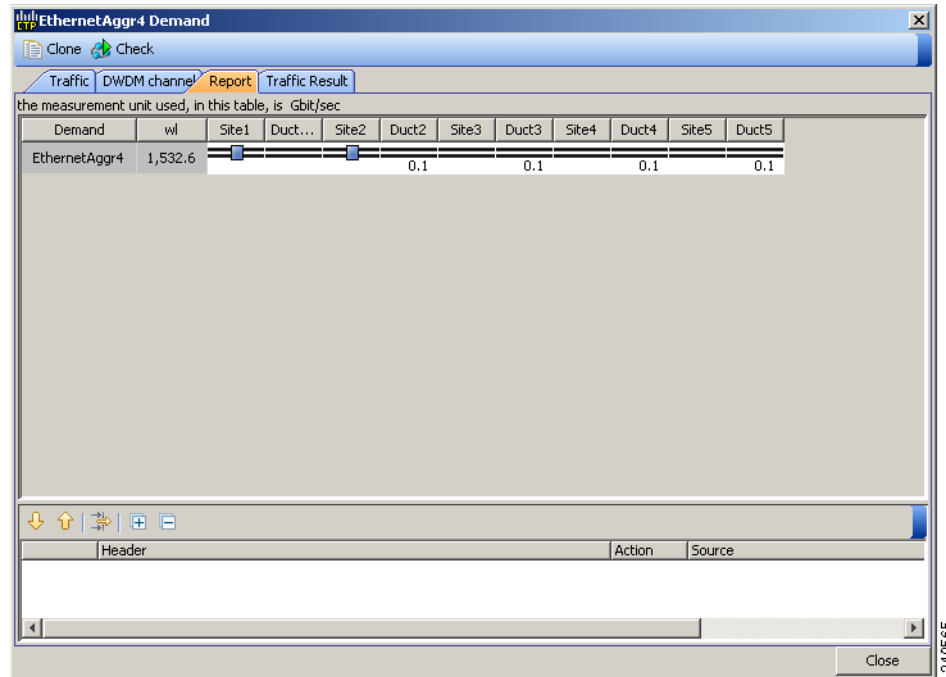 CTP EthernetAggr4 Demand
Clone Check
Traffic DWDM channel Report Traffic Result
the measurement unit used, in this table, is Gbit/sec
Demand wl Site1 Duct... Site2 Duct2 Site3 Duct3 Site4 Duct4 Site5 Duct5
EthernetAggr4 1,532.6 0.1 0.1 0.1 0.1
Header Action Source
Close